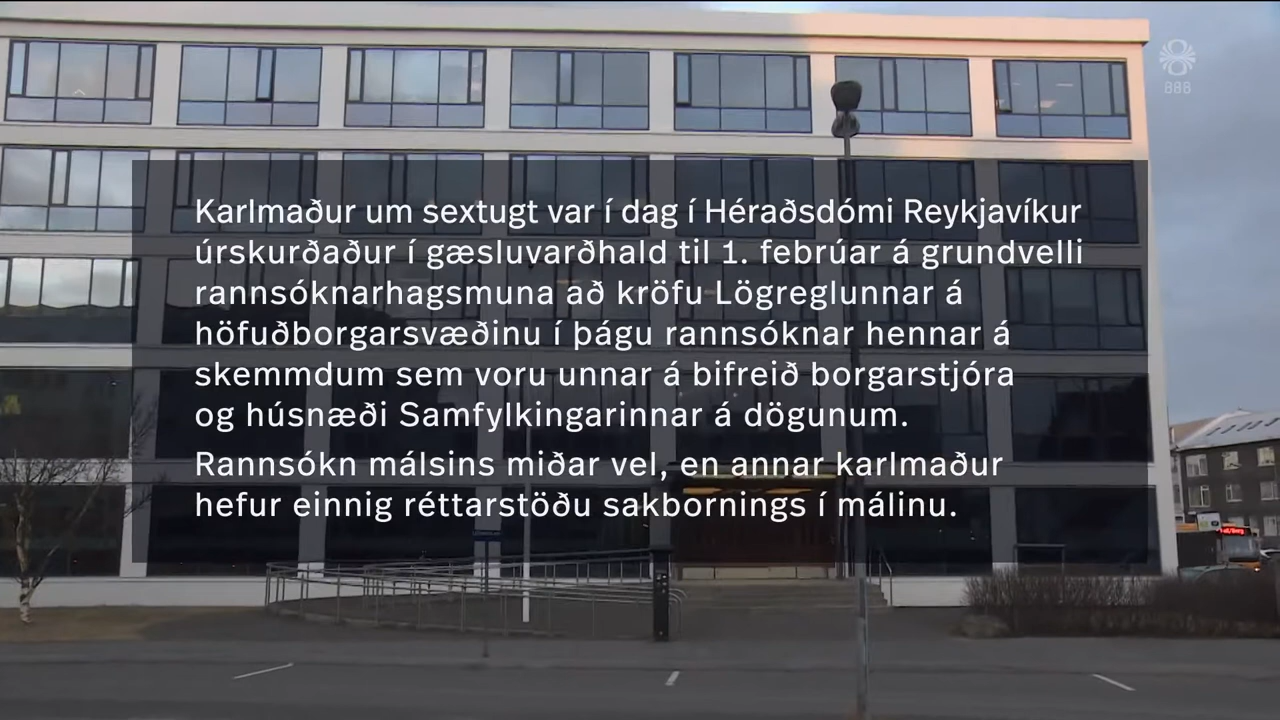 888
Karlmaður um sextugt var í dag í Héraðsdómi Reykjavíkur
úrskurðaður í gæsluvarðhald til 1. febrúar á grundvelli
rannsóknarhagsmuna að kröfu Lögreglunnar á
höfuðborgarsvæðinu í þágu rannsóknar hennar á
skemmdum sem voru unnar á bifreið borgarstjóra
og húsnæði Samfylkingarinnar á dögunum.
Rannsókn málsins miðar vel, en annar karlmaður
hefur einnig réttarstöðu sakbornings í málinu.